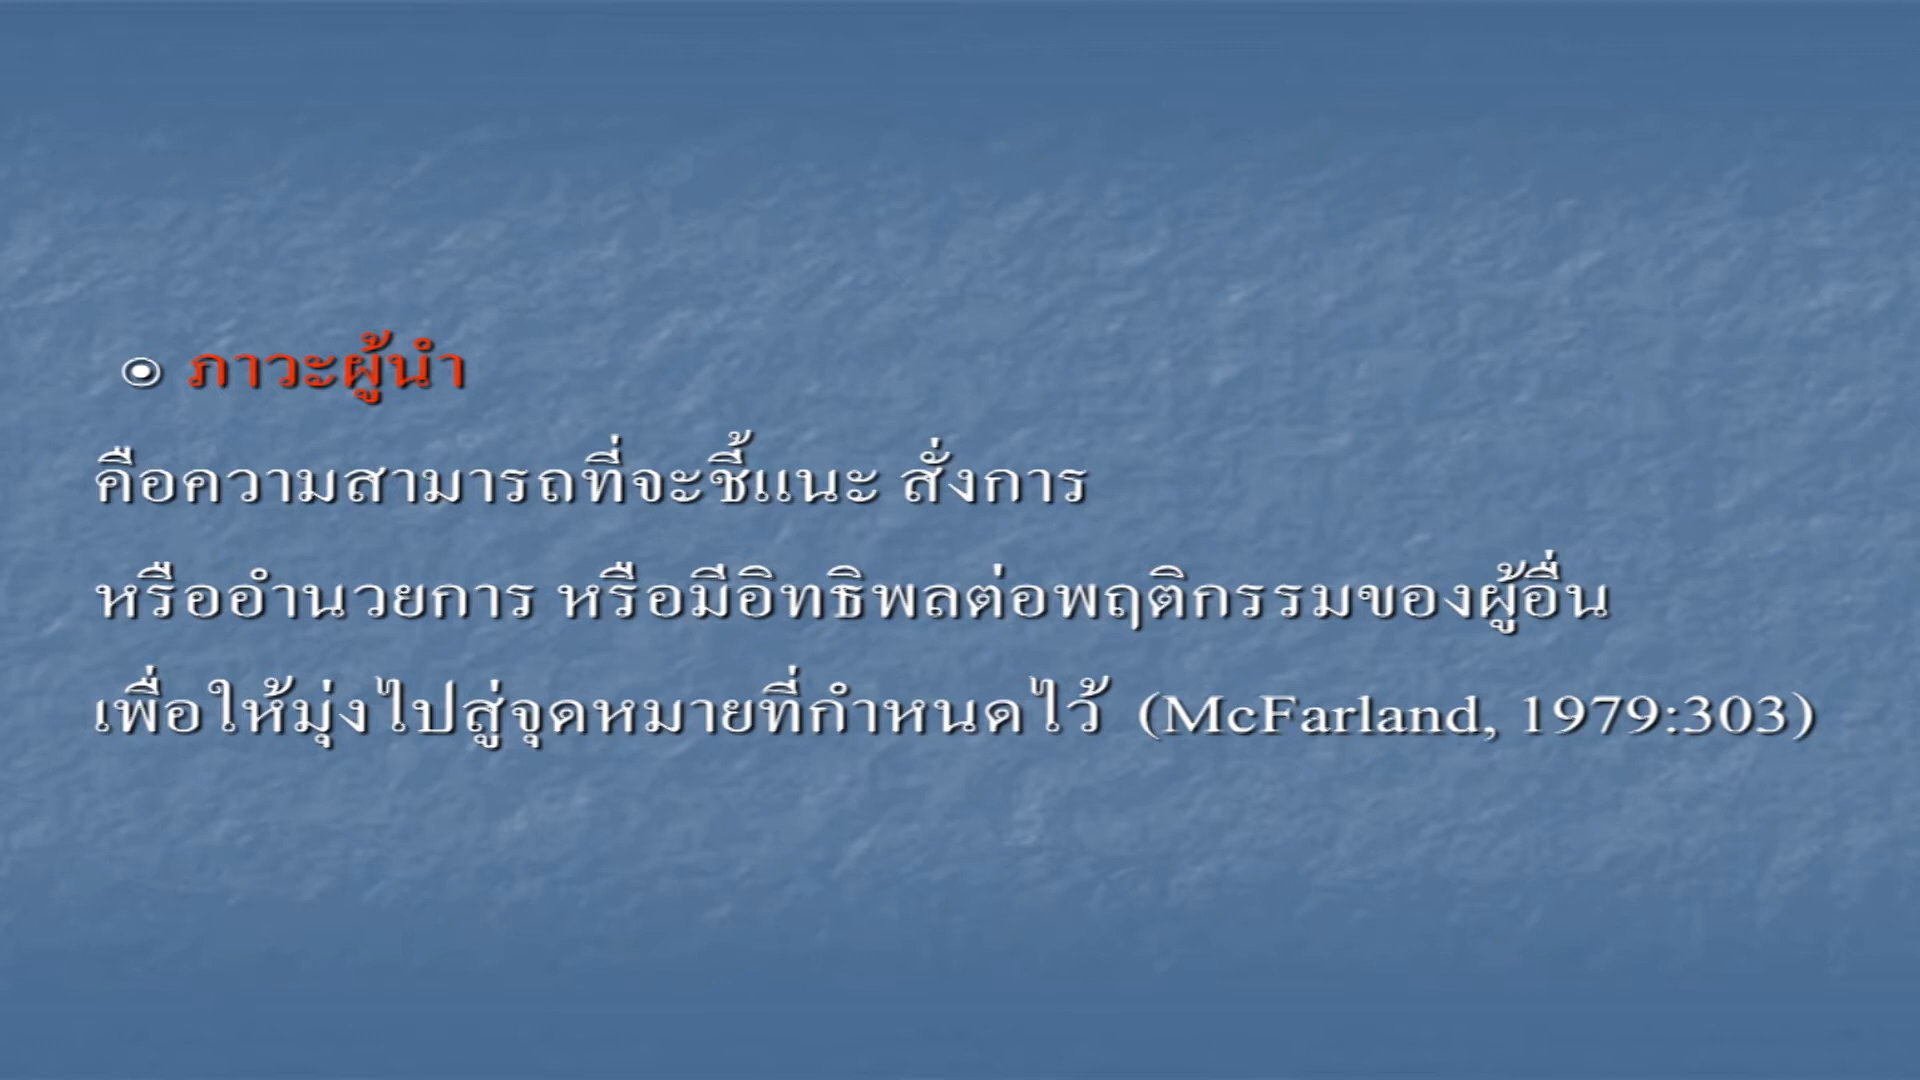 ⊙ ภาวะผู้นำ
คือความสามารถที่จะชี้แนะ สั่งการ
หรืออำนวยการ หรือมีอิทธิพลต่อพฤติกรรมของผู้อื่น
เพื่อให้มุ่งไปสู่จุดหมายที่กำหนดไว้ (McFarland, 1979:303)